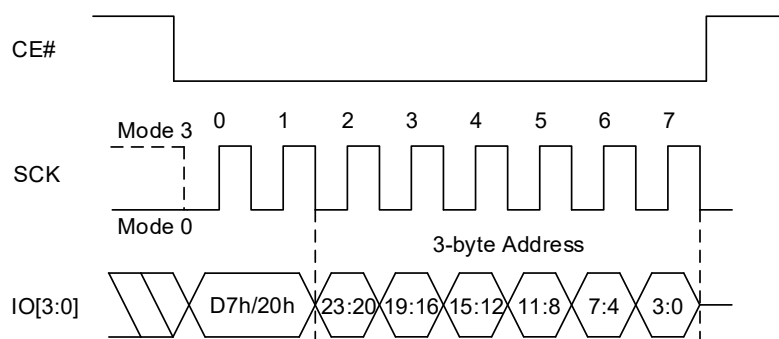 CE#
0 1 2 3 4 5 6 7
Mode 3
SCK
Mode 0
3-byte Address
IO[3:0] D7h/20h 23:20 19:16 15:12 11:8 7:4 3:0